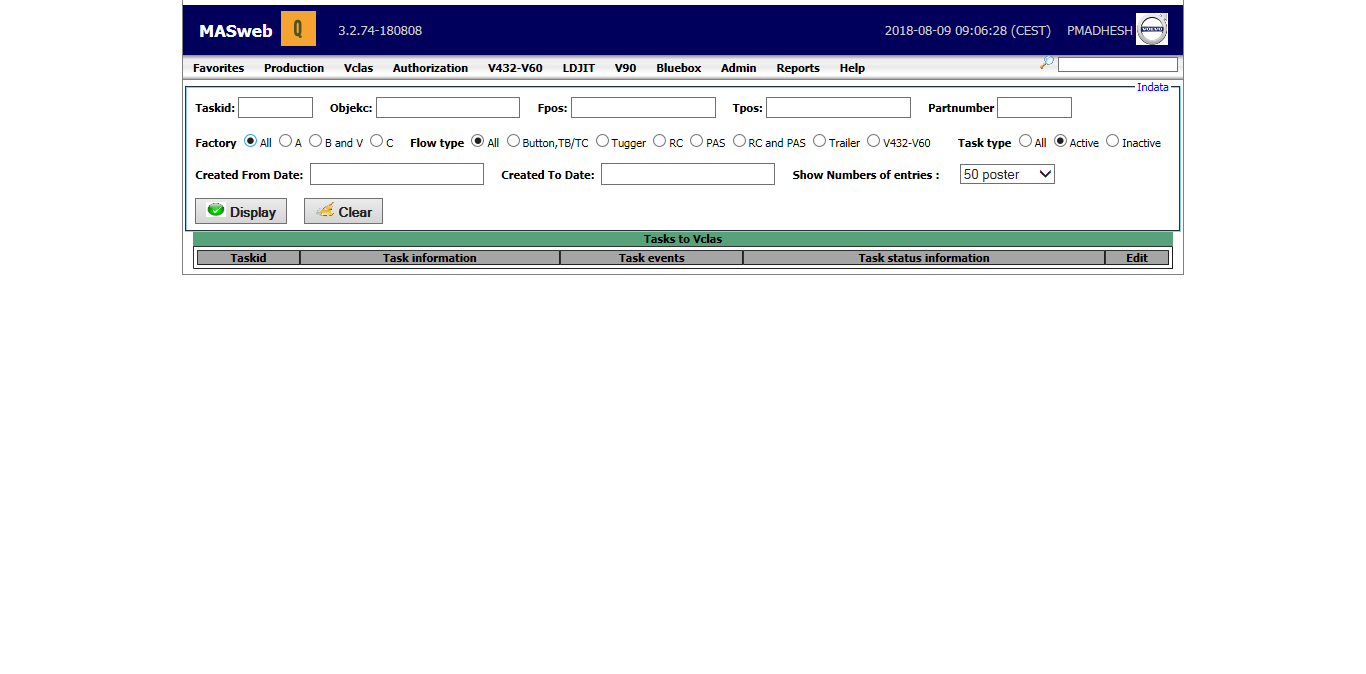 MASweb Q 3.2.74-180808 2018-08-09 09:06:28 (CEST) PMADHESH VOLVO
Favorites Production Vclas Authorization V432-V60 LDJIT V90 Bluebox Admin Reports Help
Indata
Taskid: Objekc: Fpos: Tpos: Partnumber
Factory All A B and V C Flow type All Button,TB/TC Tugger RC PAS RC and PAS Trailer V432-V60 Task type All Active Inactive
Created From Date: Created To Date: Show Numbers of entries : 50 poster
Display Clear
Tasks to Vclas
Taskid Task information Task events Task status information Edit